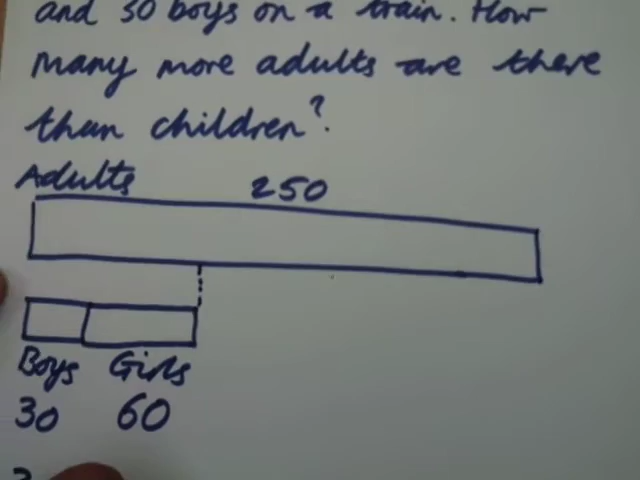 and 30 boys on a train. How
many more adults are there
than children?
Adults 250
Boys Girls
30 60